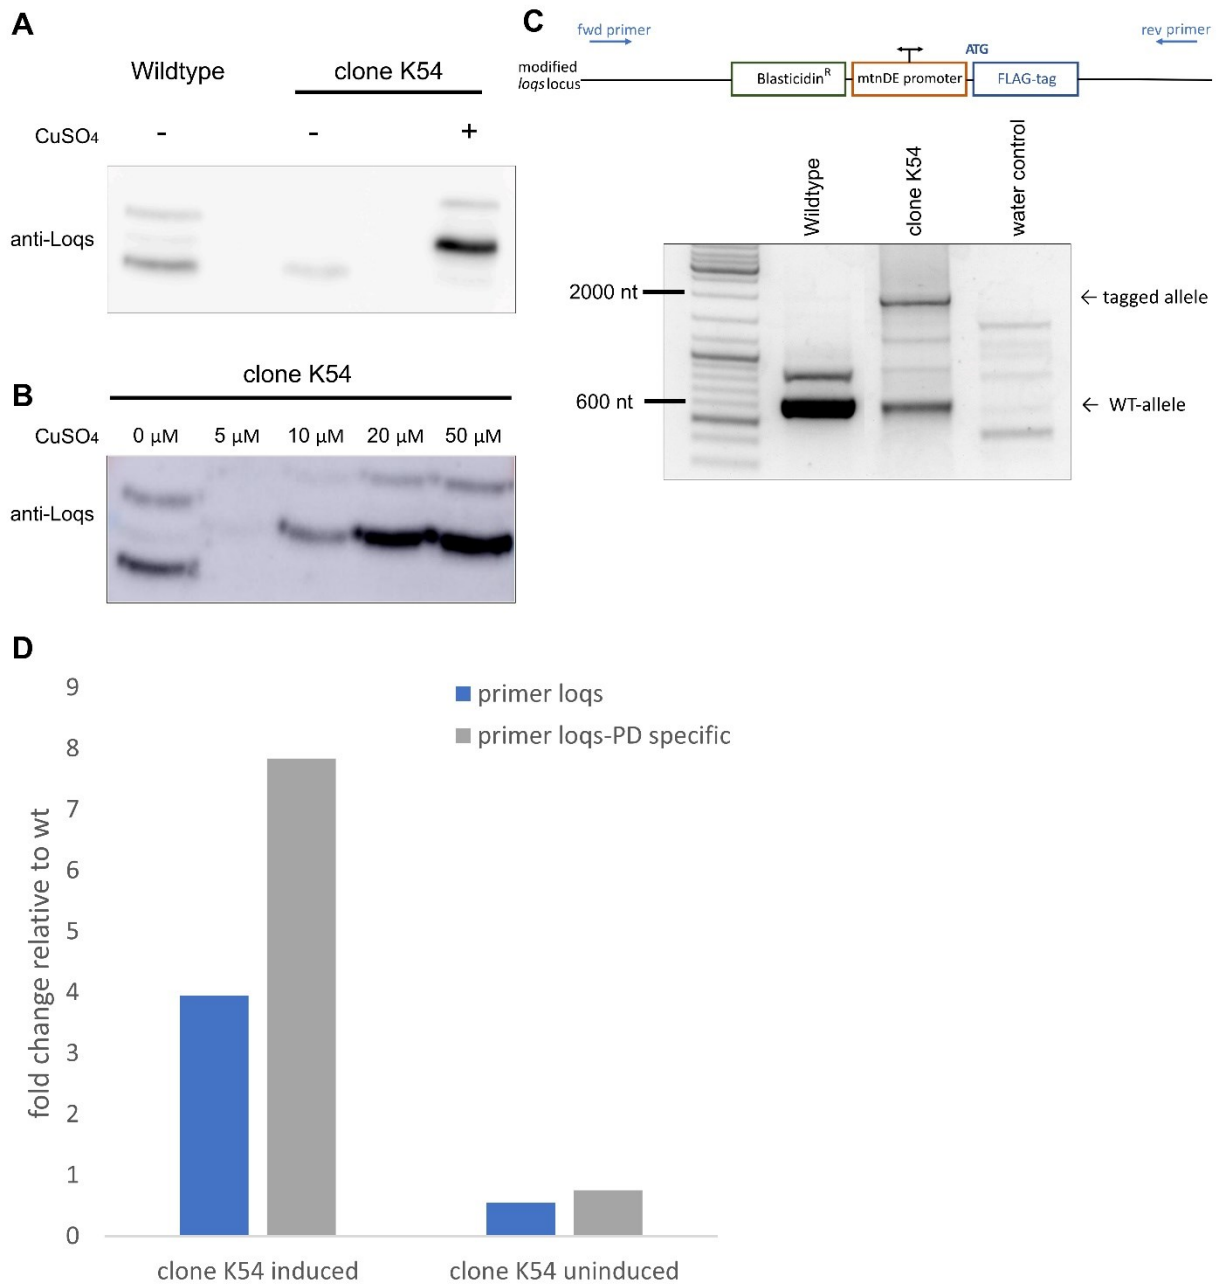 A
Wildtype
clone K54
CuSO4
-
-
+
anti-Loqs
B
clone K54
CuSO4
0 µM
5 µM
10 µM
20 µM
50 µM
anti-Loqs
C
fwd primer
rev primer
modified
loqs locus
BlasticidinR
mtnDE promoter
ATG
FLAG-tag
Wildtype
clone K54
water control
2000 nt
← tagged allele
600 nt
← WT-allele
D
fold change relative to wt
9
8
7
6
5
4
3
2
1
0
primer loqs
primer loqs-PD specific
clone K54 induced
clone K54 uninduced